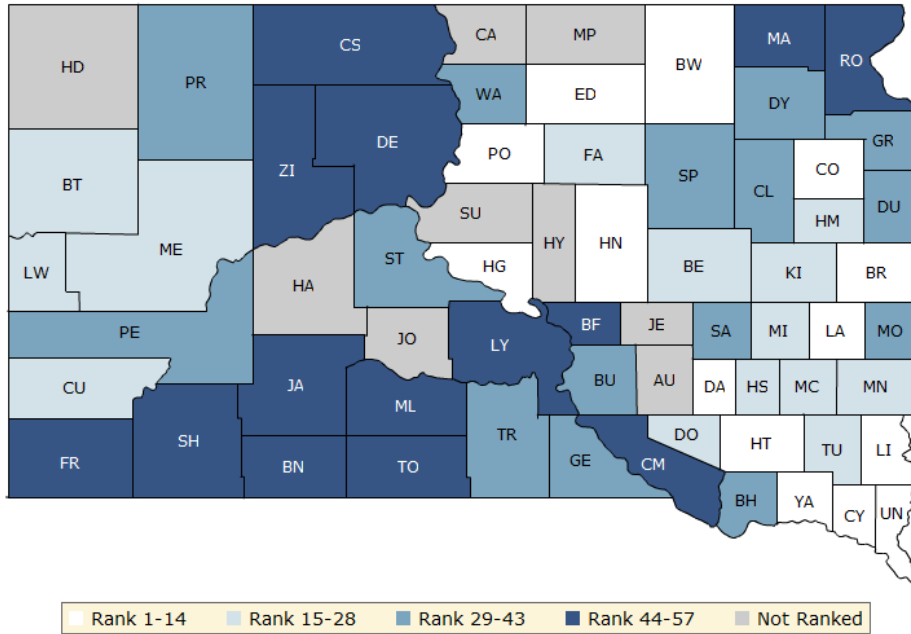 CS CA MP BW MA RO
HD PR WA ED DY
DE PO FA GR
ZI SP CL CO
BT SU HM DU
ME ST HY HN
LW HA HG BE KI BR
PE JO LY BF JE SA MI LA MO
CU JA BU AU DA HS MC MN
ML
FR SH BN TO TR GE CM DO HT TU LI
BH YA CY UN
Rank 1-14 Rank 15-28 Rank 29-43 Rank 44-57 Not Ranked